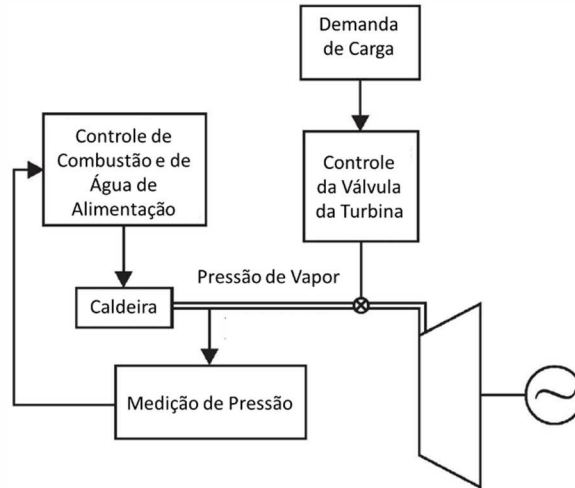 Demanda
de Carga
Controle de
Combustão e de
Água de
Alimentação
Controle
da Válvula
da Turbina
Pressão de Vapor
Caldeira
Medição de Pressão